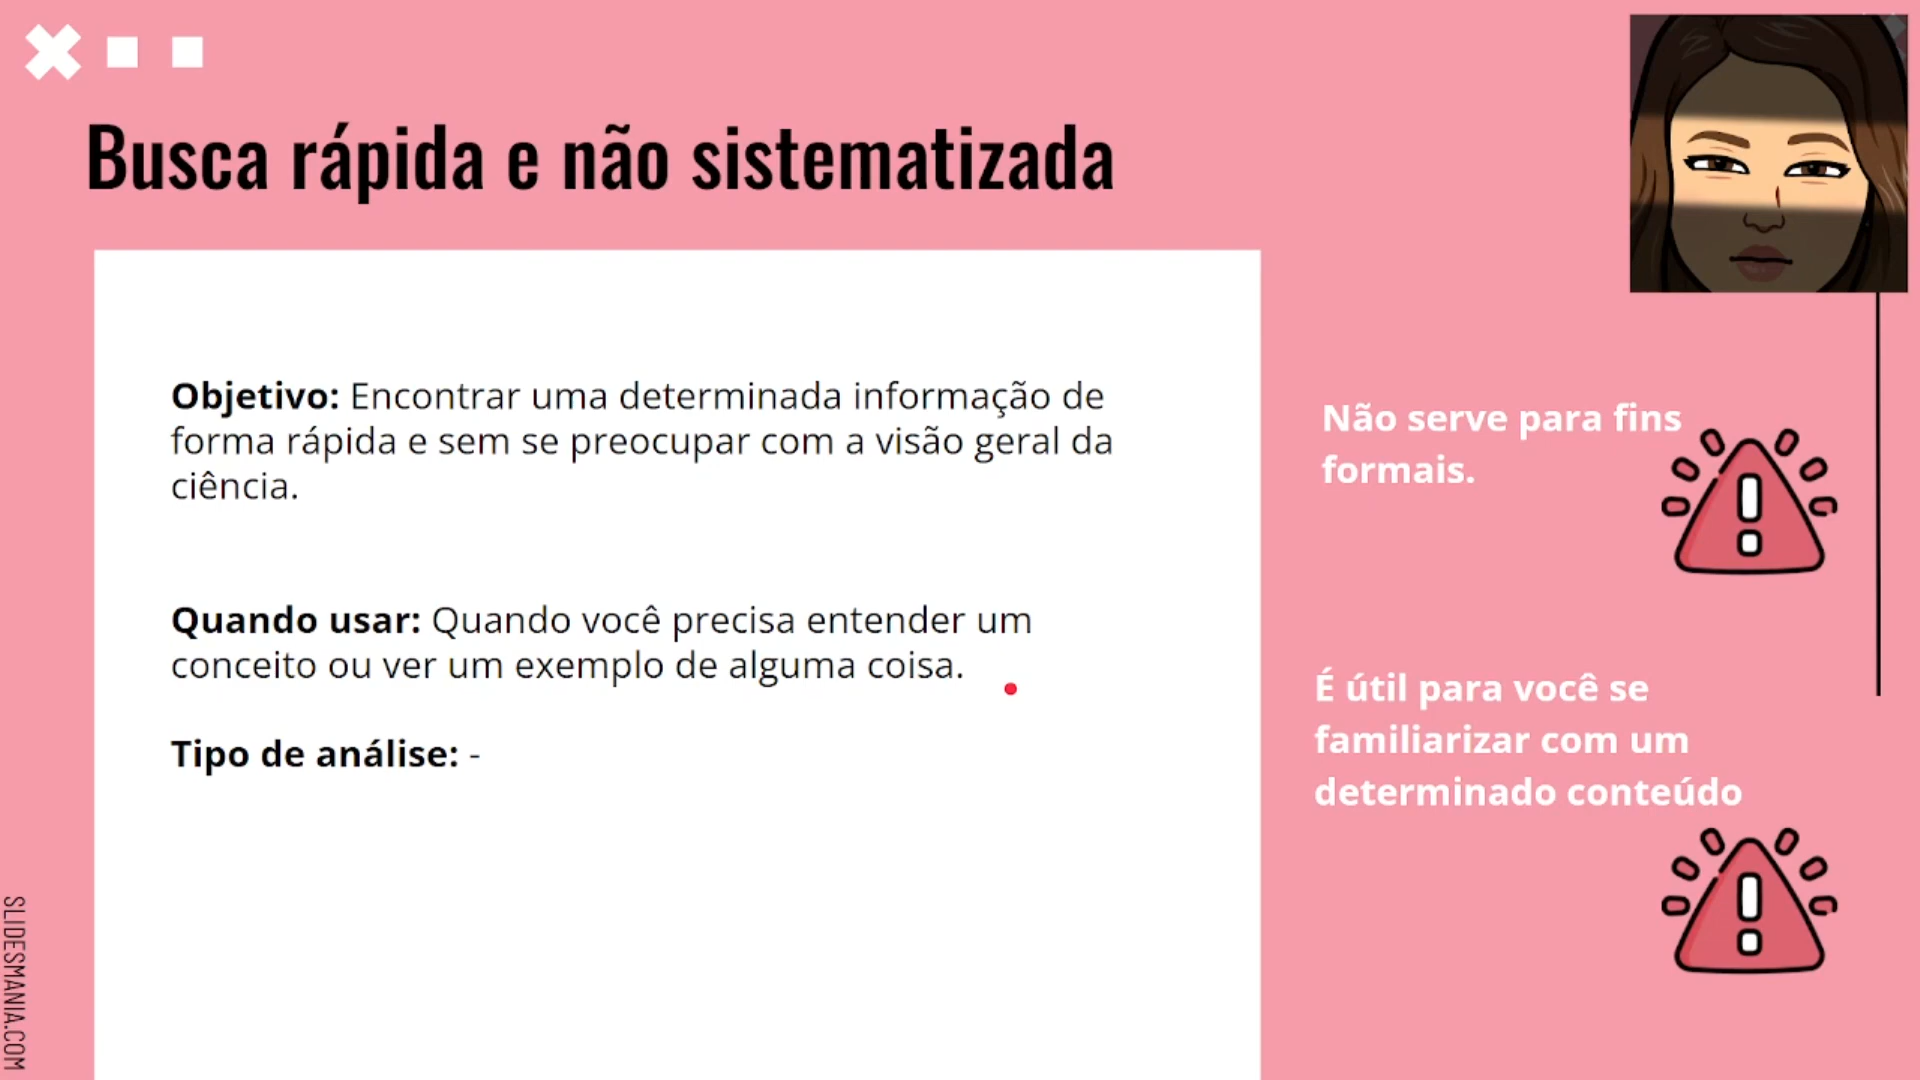 Busca rápida e não sistematizada
Objetivo: Encontrar uma determinada informação de
forma rápida e sem se preocupar com a visão geral da
ciência.
Quando usar: Quando você precisa entender um
conceito ou ver um exemplo de alguma coisa.
Tipo de análise: -
Não serve para fins
formais.
É útil para você se
familiarizar com um
determinado conteúdo
SLIDESMANIA.COM